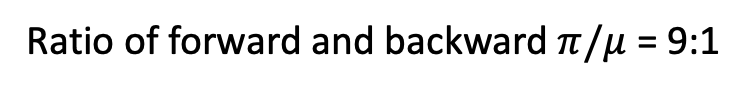 Ratio of forward and backward π/μ = 9:1